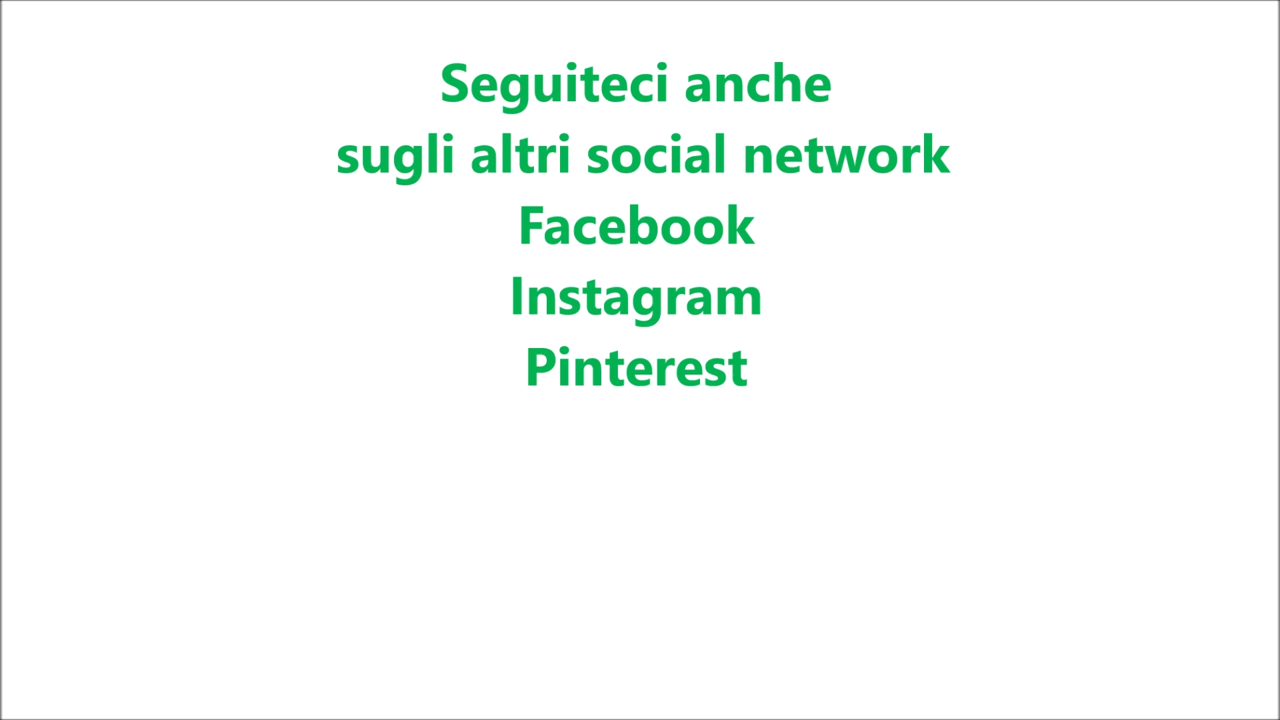 Seguiteci anche
sugli altri social network
Facebook
Instagram
Pinterest